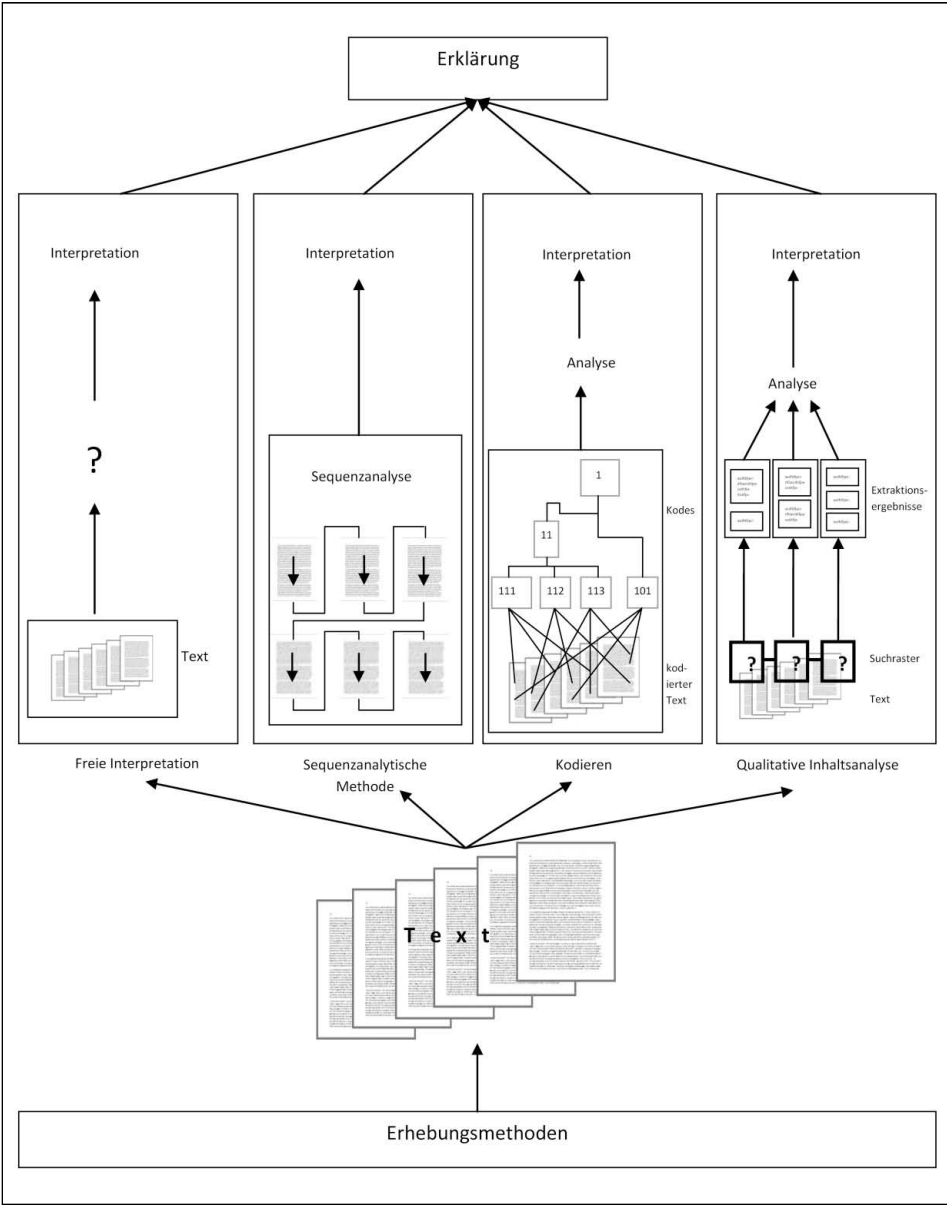 Erklärung
Interpretation
?
Text
Freie Interpretation
Interpretation
Sequenzanalyse
Sequenzanalytische
Methode
Interpretation
Analyse
1
Kodes
11
111
112
113
101
kod-
ierter
Text
Kodieren
Interpretation
Analyse
Extraktions-
ergebnisse
? ? ?
Suchraster
Text
Qualitative Inhaltsanalyse
Text
Erhebungsmethoden